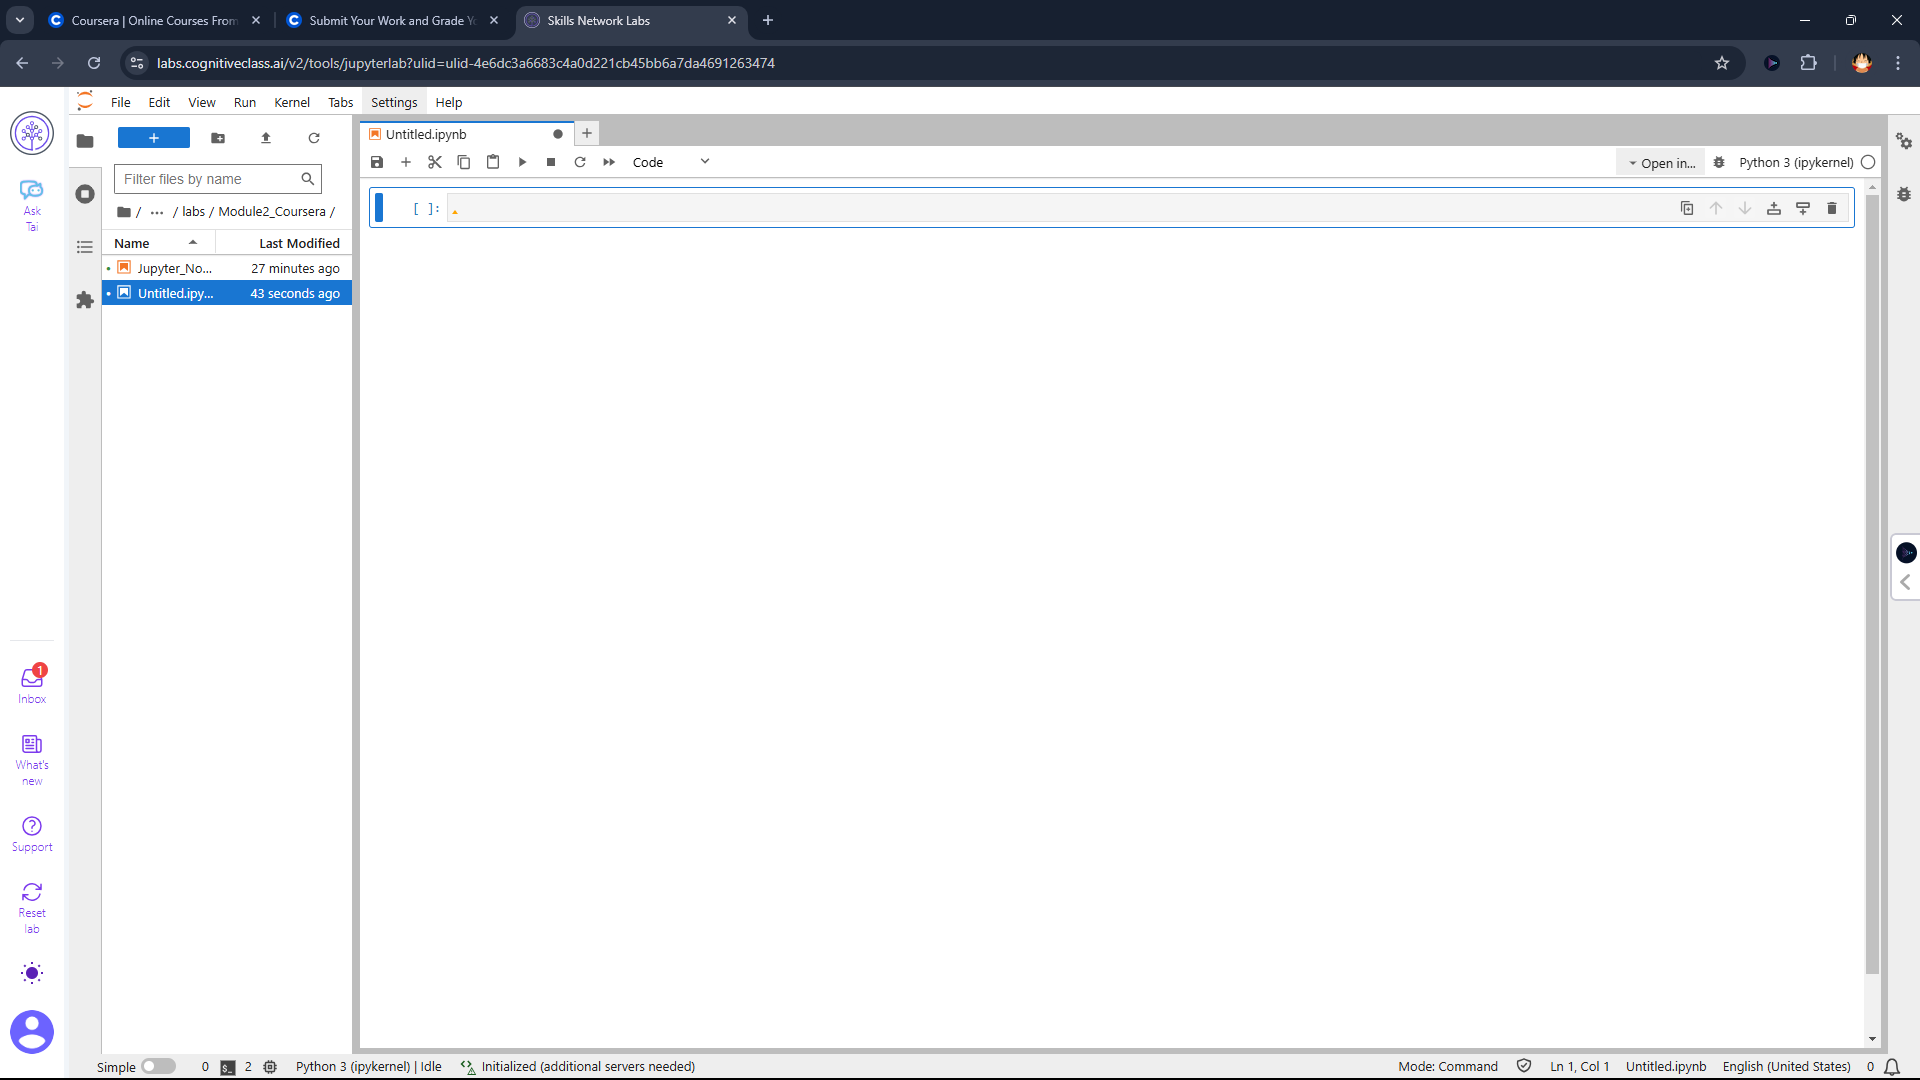 Coursera | Online Courses From
Submit Your Work and Grade Yo
Skills Network Labs
labs.cognitiveclass.ai/v2/tools/jupyterlab?ulid=ulid-4e6dc3a6683c4a0d221cb45bb6a7da4691263474
File Edit View Run Kernel Tabs Settings Help
Untitled.ipynb
Code
Open in...
Python 3 (ipykernel)
Filter files by name
/ ... / labs / Module2_Coursera /
Name Last Modified
Jupyter_No... 27 minutes ago
Untitled.ipy... 43 seconds ago
[ ]:
Ask
Tai
1
Inbox
What's
new
Support
Reset
lab
Simple 0 $_ 2 Python 3 (ipykernel) | Idle Initialized (additional servers needed) Mode: Command Ln 1, Col 1 Untitled.ipynb English (United States) 0